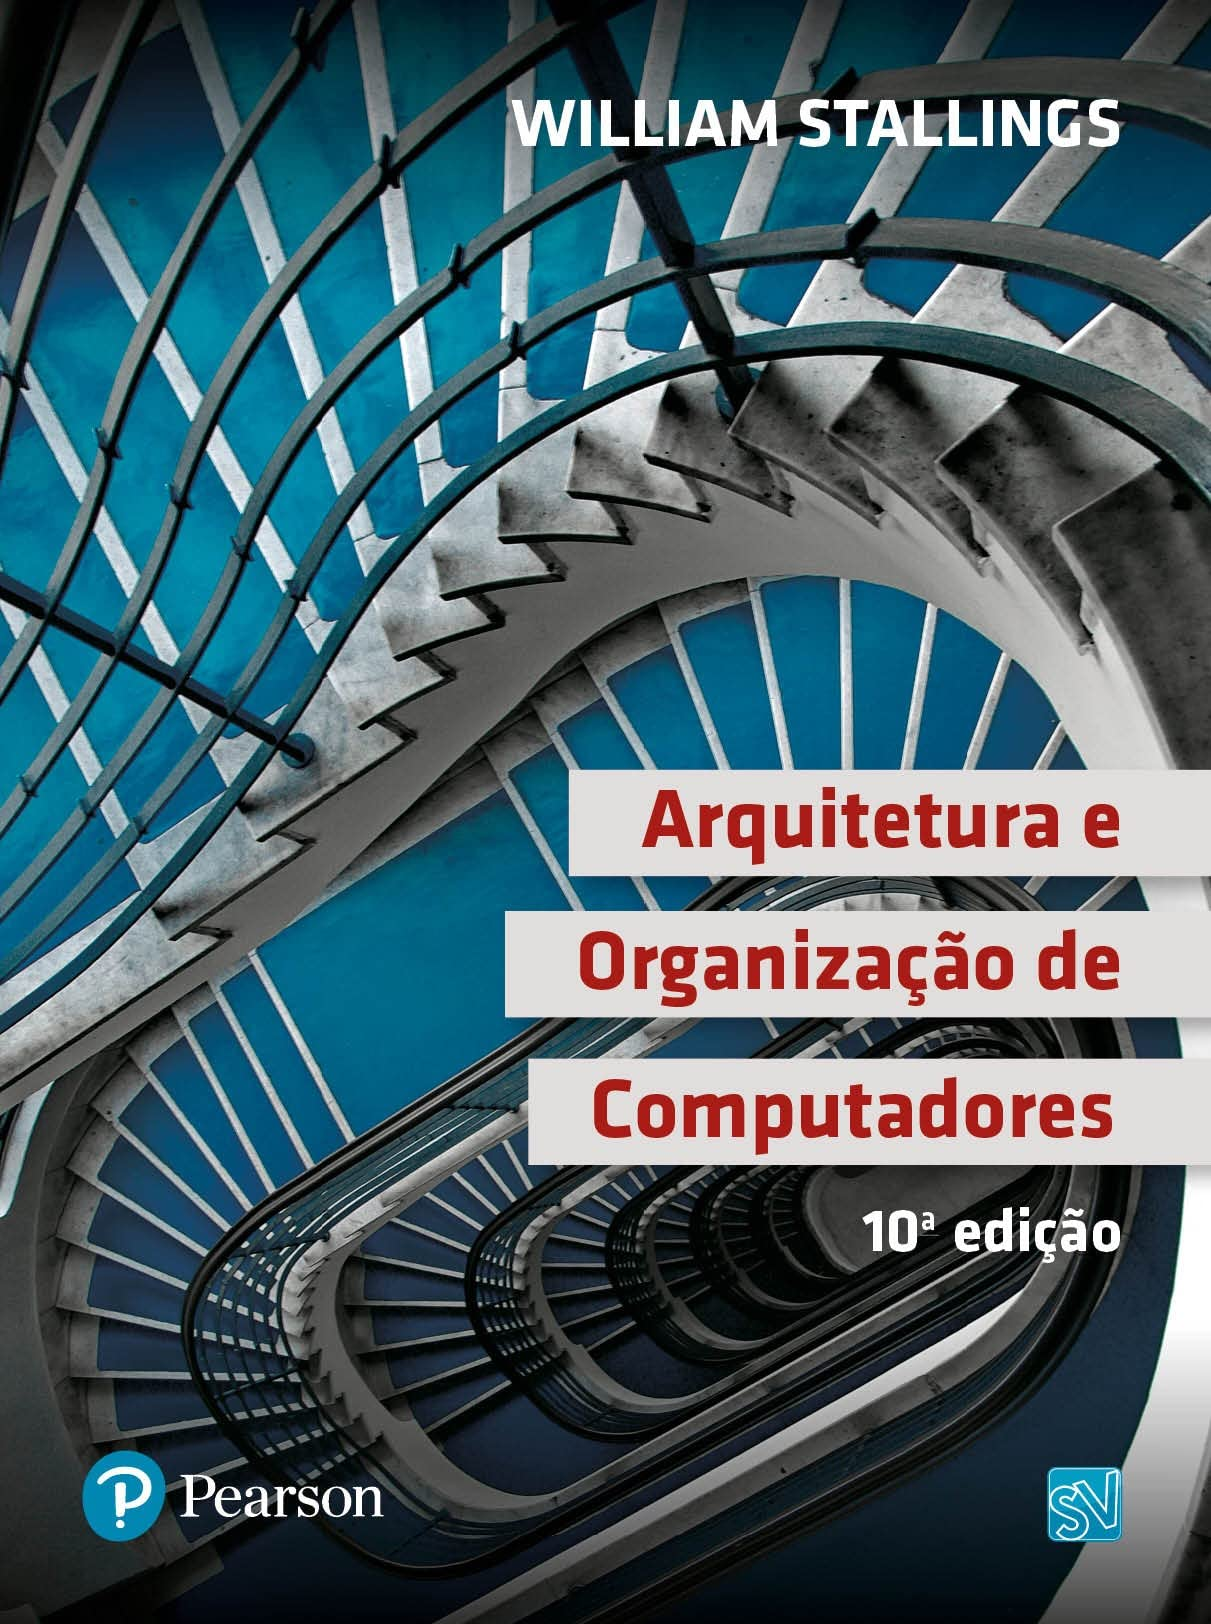 WILLIAM STALLINGS
Arquitetura e
Organização de
Computadores
10ª edição
Pearson
SV